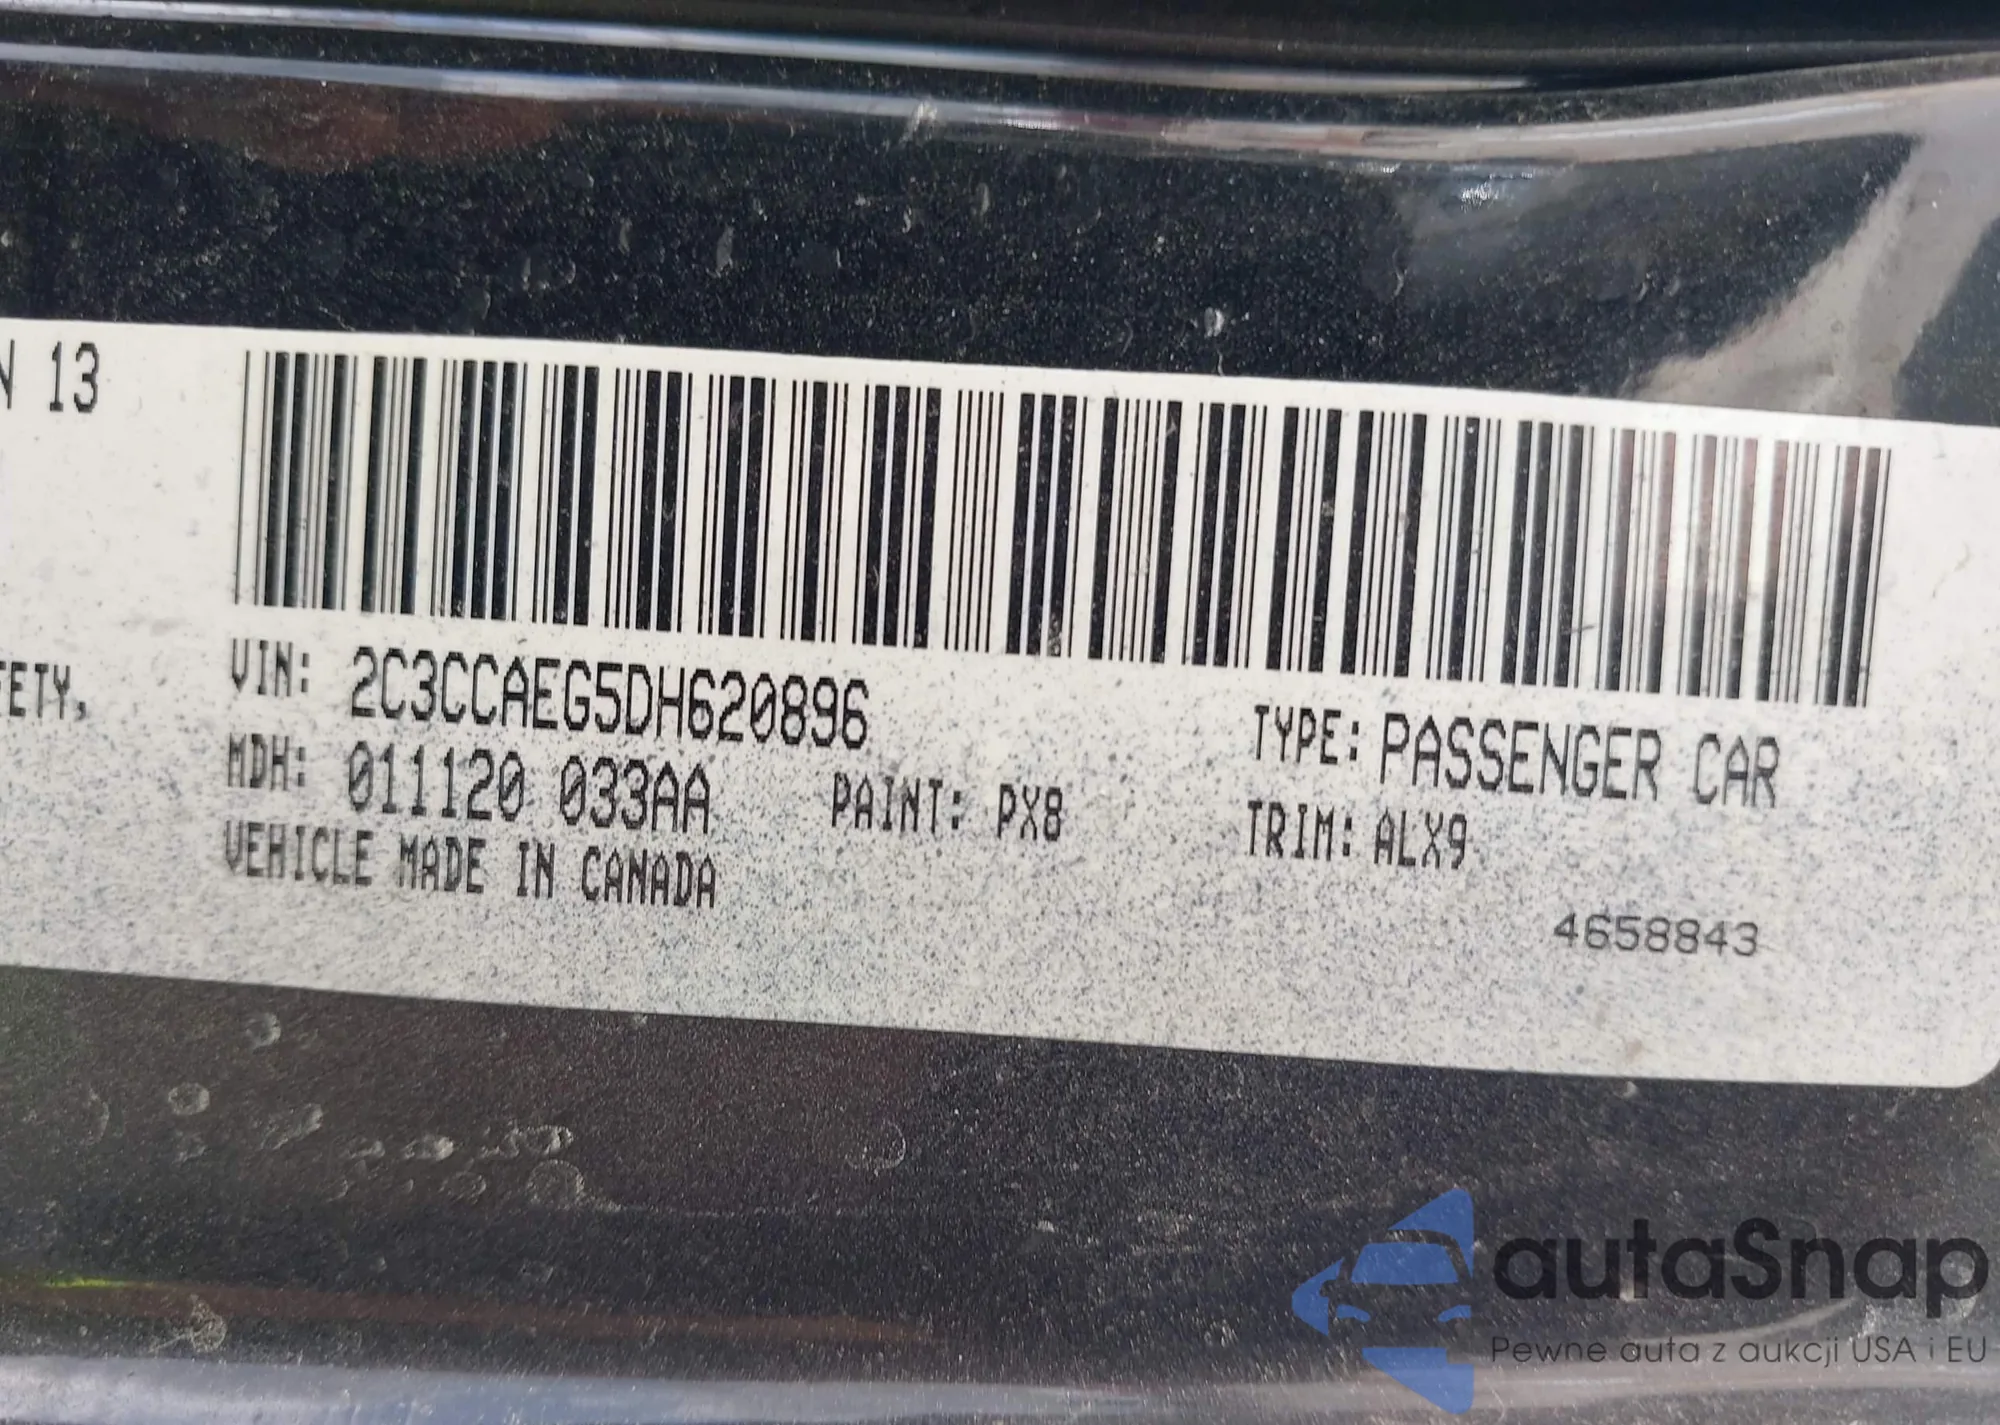 N 13
FETY,
VIN: 2C3CCAEG5DH620896
TYPE: PASSENGER CAR
MDH: 011120 033AA
PAINT: PX8
TRIM: ALX9
VEHICLE MADE IN CANADA
4658843
autaSnap
Pewne auta z aukcji USA i EU